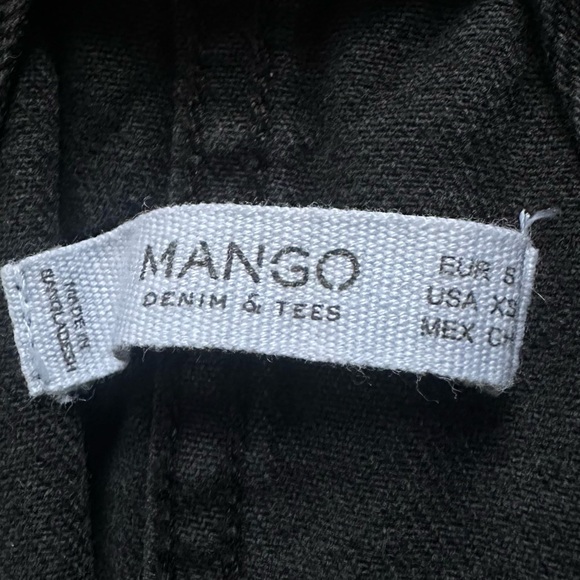 MANGO
DENIM & TEES
EUR S
USA XS
MEX CH
MADE IN
BANGLADESH